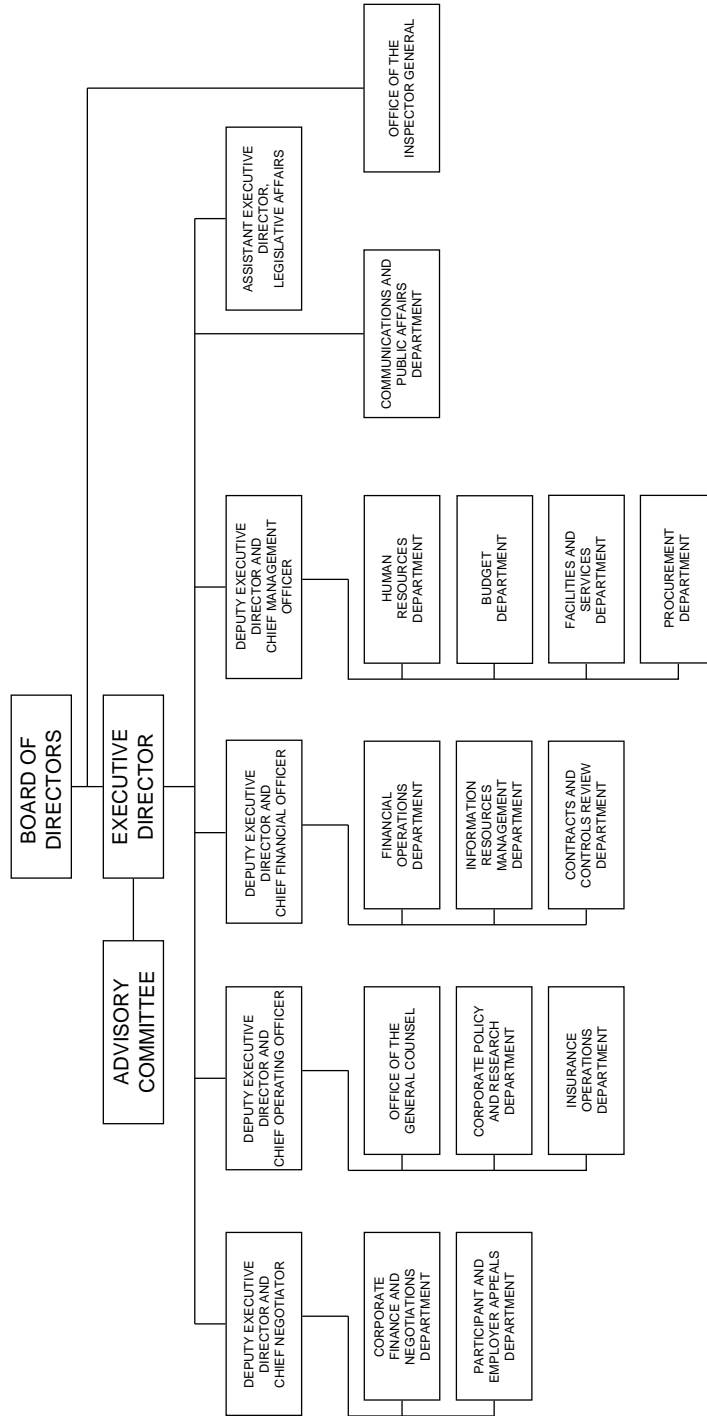 BOARD OF
DIRECTORS
ADVISORY
COMMITTEE
EXECUTIVE
DIRECTOR
DEPUTY EXECUTIVE
DIRECTOR AND
CHIEF NEGOTIATOR
DEPUTY EXECUTIVE
DIRECTOR AND
CHIEF OPERATING OFFICER
DEPUTY EXECUTIVE
DIRECTOR AND
CHIEF FINANCIAL OFFICER
DEPUTY EXECUTIVE
DIRECTOR AND
CHIEF MANAGEMENT
OFFICER
ASSISTANT EXECUTIVE
DIRECTOR,
LEGISLATIVE AFFAIRS
CORPORATE
FINANCE AND
NEGOTIATIONS
DEPARTMENT
PARTICIPANT AND
EMPLOYER APPEALS
DEPARTMENT
OFFICE OF THE
GENERAL COUNSEL
CORPORATE POLICY
AND RESEARCH
DEPARTMENT
INSURANCE
OPERATIONS
DEPARTMENT
FINANCIAL
OPERATIONS
DEPARTMENT
INFORMATION
RESOURCES
MANAGEMENT
DEPARTMENT
CONTRACTS AND
CONTROLS REVIEW
DEPARTMENT
HUMAN
RESOURCES
DEPARTMENT
BUDGET
DEPARTMENT
FACILITIES AND
SERVICES
DEPARTMENT
PROCUREMENT
DEPARTMENT
COMMUNICATIONS AND
PUBLIC AFFAIRS
DEPARTMENT
OFFICE OF THE
INSPECTOR GENERAL